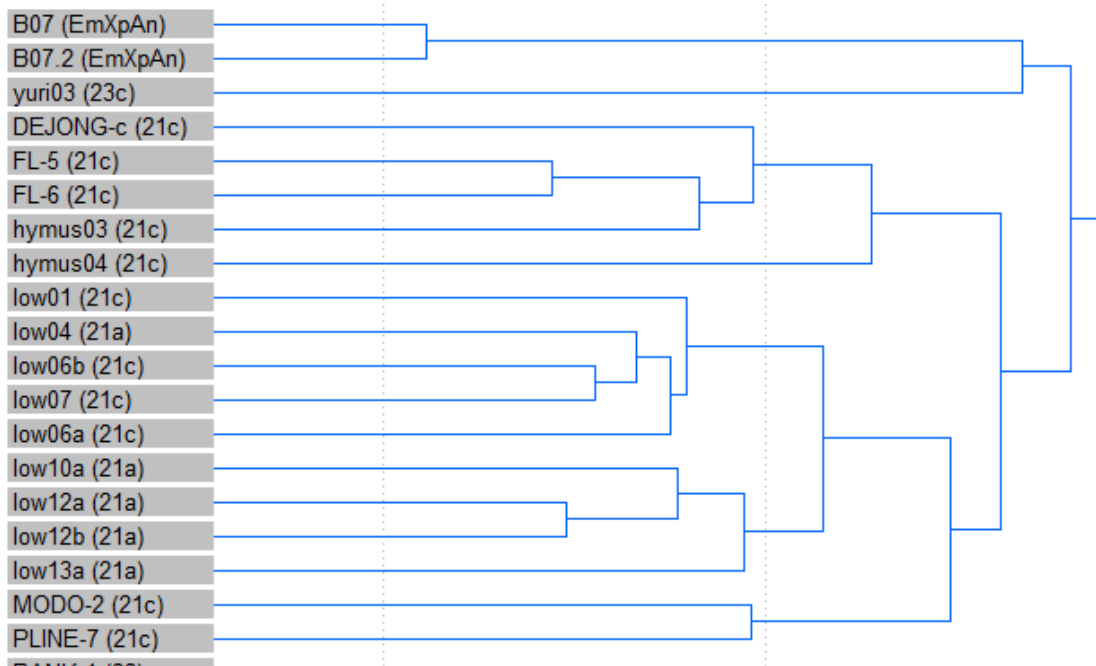 B07 (EmXpAn)
B07.2 (EmXpAn)
yuri03 (23c)
DEJONG-c (21c)
FL-5 (21c)
FL-6 (21c)
hymus03 (21c)
hymus04 (21c)
low01 (21c)
low04 (21a)
low06b (21c)
low07 (21c)
low06a (21c)
low10a (21a)
low12a (21a)
low12b (21a)
low13a (21a)
MODO-2 (21c)
PLINE-7 (21c)